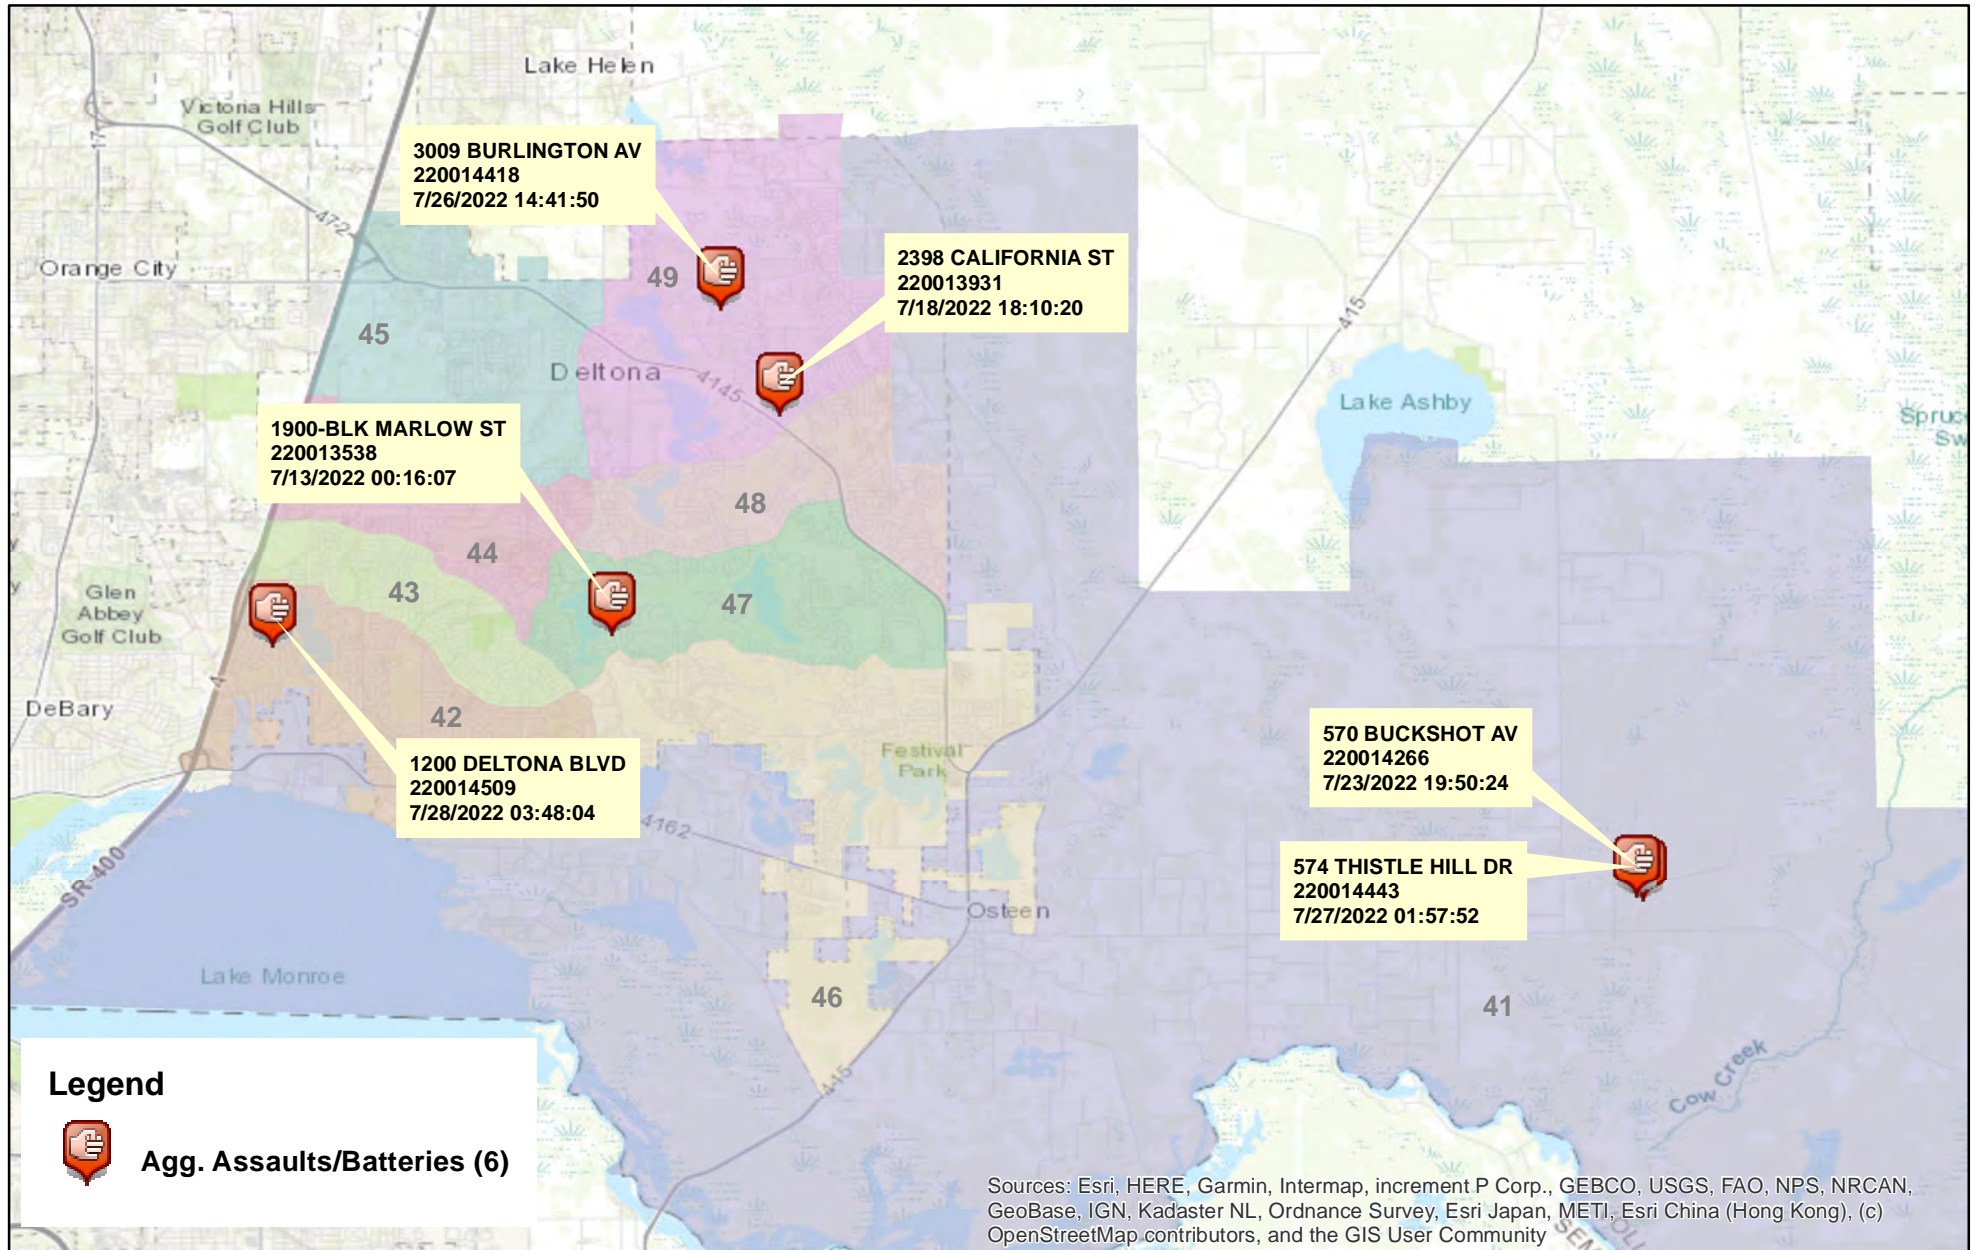 Lake Helen
Victoria Hills
Golf Club
17
3009 BURLINGTON AV
220014418
7/26/2022 14:41:50
472
2398 CALIFORNIA ST
220013931
7/18/2022 18:10:20
Orange City
49
45
415
Deltona
4145
Lake Ashby
1900-BLK MARLOW ST
220013538
7/13/2022 00:16:07
48
44
43
47
Glen
Abbey
Golf Club
4
DeBary
42
1200 DELTONA BLVD
220014509
7/28/2022 03:48:04
Festival
Park
570 BUCKSHOT AV
220014266
7/23/2022 19:50:24
4162
574 THISTLE HILL DR
220014443
7/27/2022 01:57:52
SR 400
Osteen
Lake Monroe
46
41
415
Cow Creek
Legend
Agg. Assaults/Batteries (6)
Sources: Esri, HERE, Garmin, Intermap, increment P Corp., GEBCO, USGS, FAO, NPS, NRCAN,
GeoBase, IGN, Kadaster NL, Ordnance Survey, Esri Japan, METI, Esri China (Hong Kong), (c)
OpenStreetMap contributors, and the GIS User Community